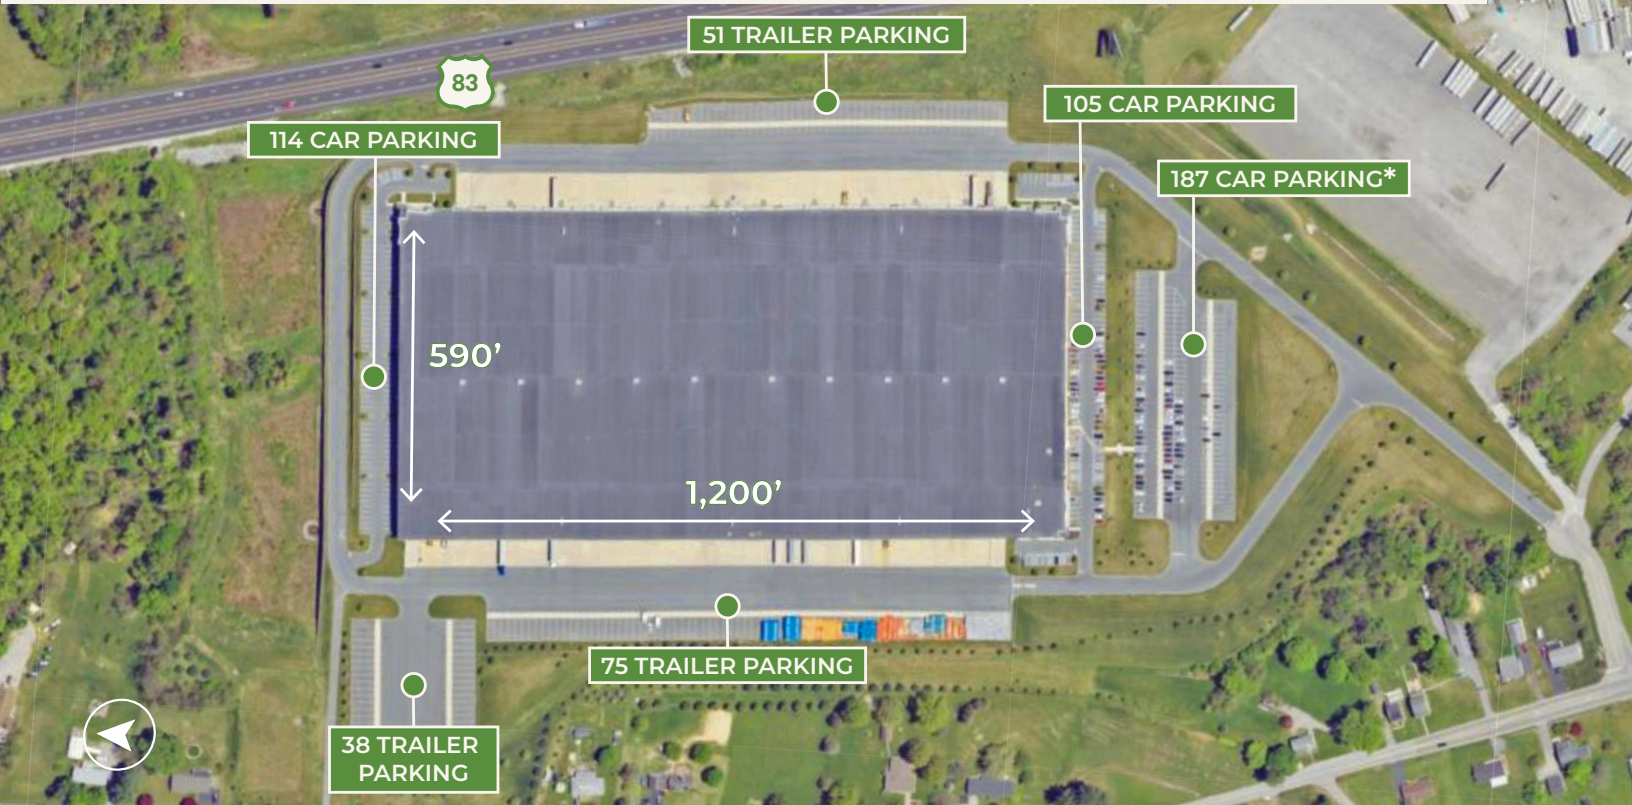 51 TRAILER PARKING
83
105 CAR PARKING
114 CAR PARKING
187 CAR PARKING*
590’
1,200’
75 TRAILER PARKING
38 TRAILER
PARKING